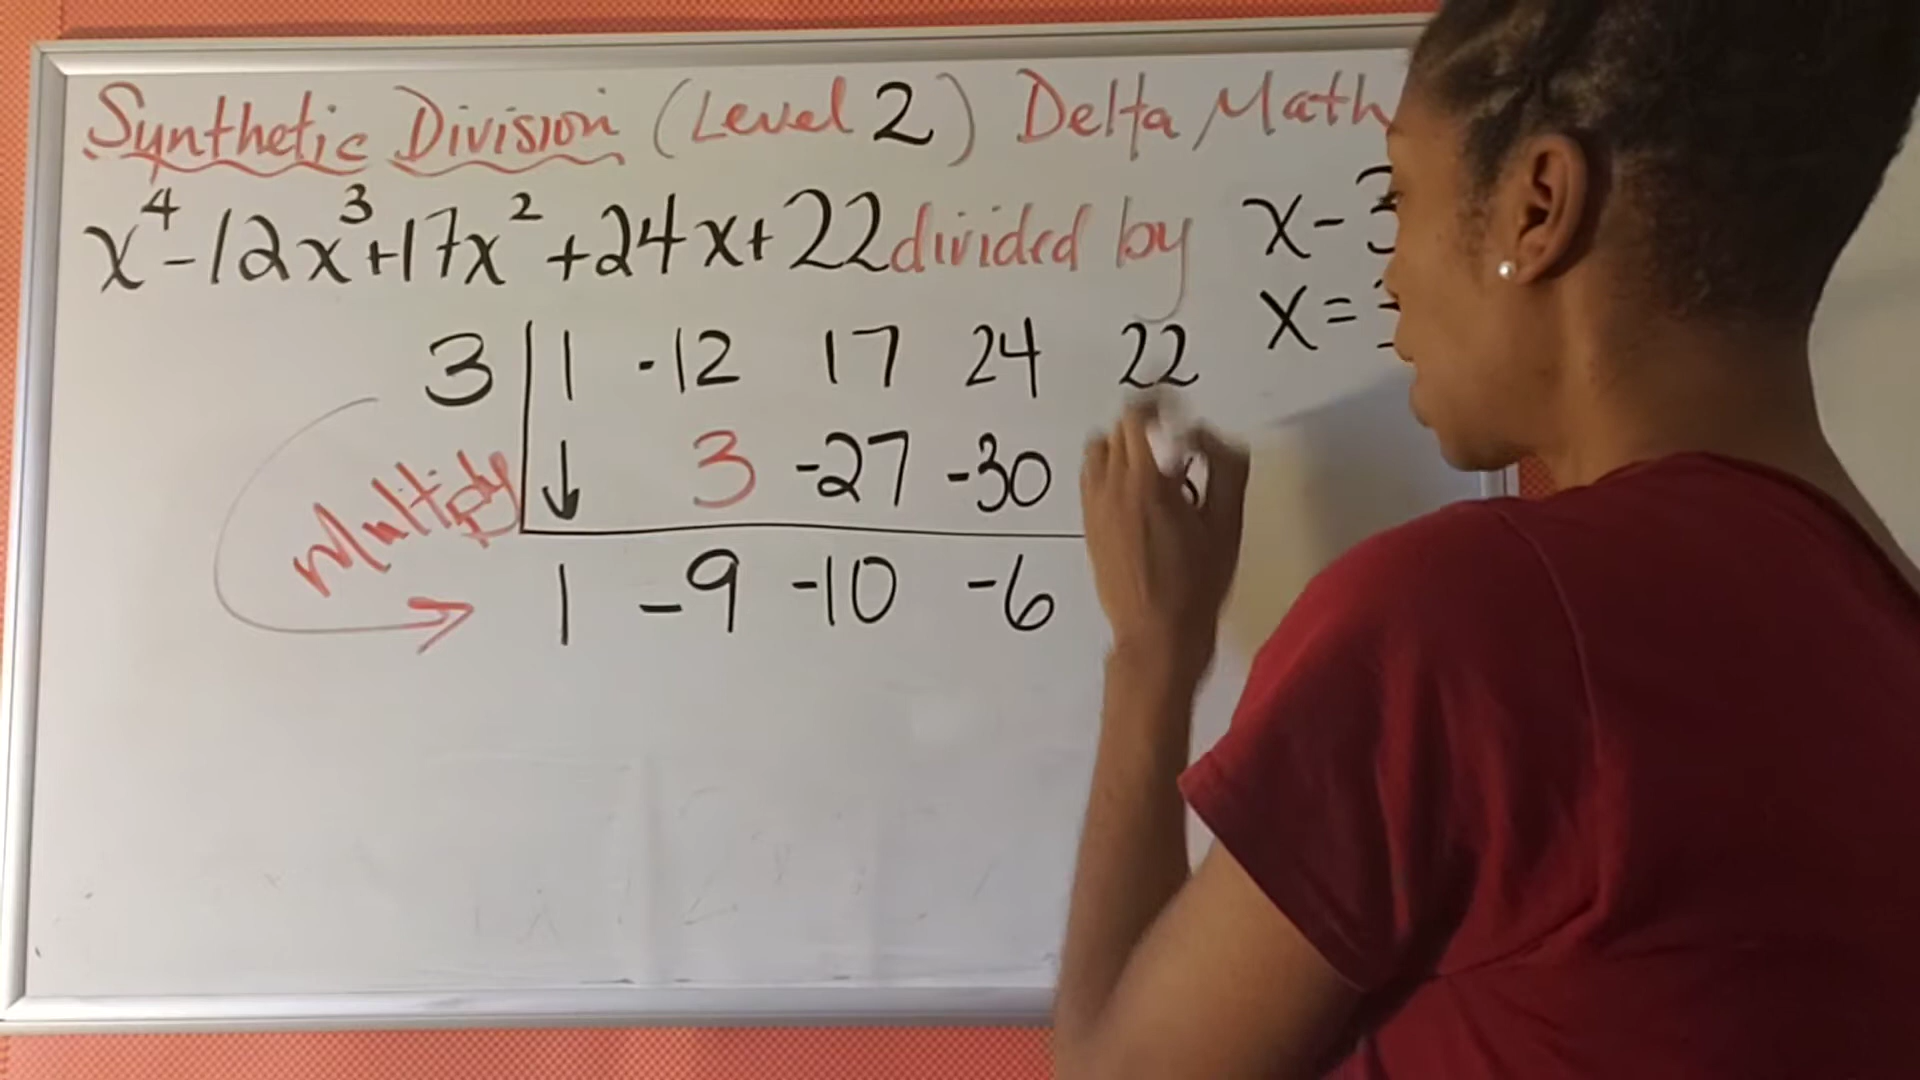 Synthetic Division (Level 2) Delta Math
x⁴-12x³+17x²+24x+22 divided by x-3
x=
3 1 -12 17 24 22
Multiply ↓ 3 -27 -30
1 -9 -10 -6